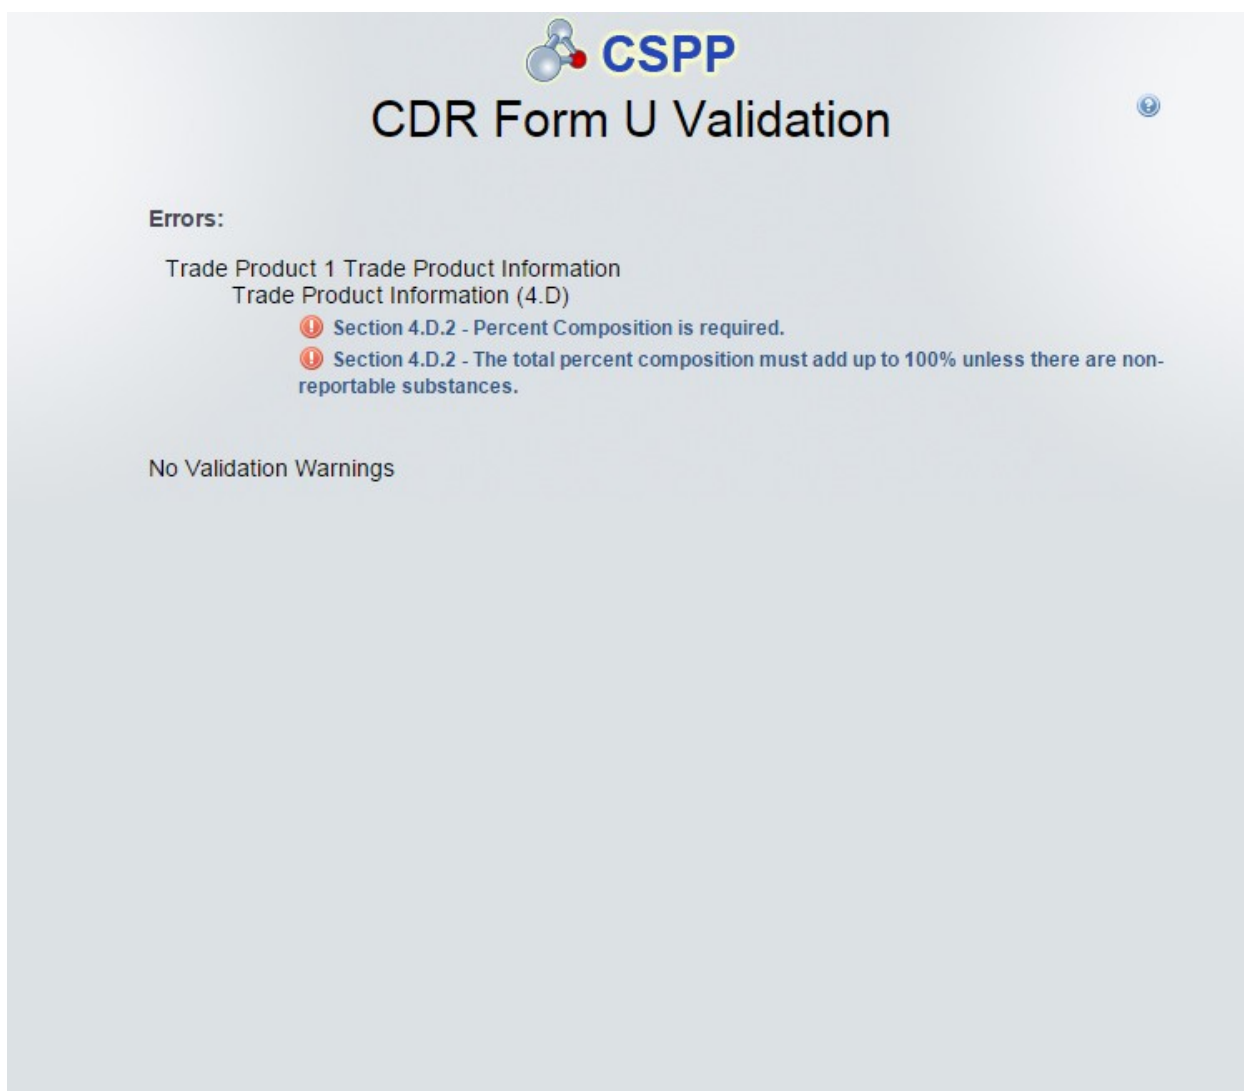 CSPP
CDR Form U Validation
Errors:
Trade Product 1 Trade Product Information
Trade Product Information (4.D)
Section 4.D.2 - Percent Composition is required.
Section 4.D.2 - The total percent composition must add up to 100% unless there are non-
reportable substances.
No Validation Warnings